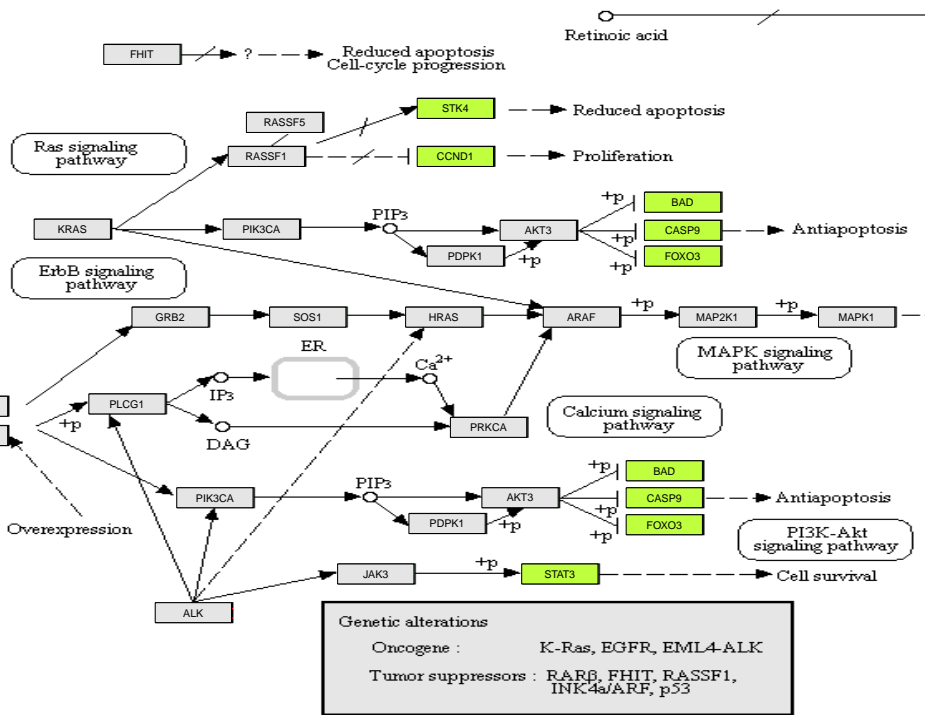 Retinoic acid
FHIT
?
Reduced apoptosis
Cell-cycle progression
RASSF5
STK4
Reduced apoptosis
Ras signaling
pathway
RASSF1
CCND1
Proliferation
KRAS
PIK3CA
PIP3
AKT3
PDPK1
+p
+p
+p
+p
BAD
CASP9
FOXO3
Antiapoptosis
ErbB signaling
pathway
GRB2
SOS1
HRAS
ARAF
+p
MAP2K1
+p
MAPK1
ER
MAPK signaling
pathway
PLCG1
+p
IP3
Ca2+
DAG
PRKCA
Calcium signaling
pathway
Overexpression
PIK3CA
PIP3
AKT3
PDPK1
+p
+p
+p
+p
BAD
CASP9
FOXO3
Antiapoptosis
PI3K-Akt
signaling pathway
JAK3
+p
STAT3
Cell survival
ALK
Genetic alterations
Oncogene : K-Ras, EGFR, EML4-ALK
Tumor suppressors : RARβ, FHIT, RASSF1,
INK4a/ARF, p53